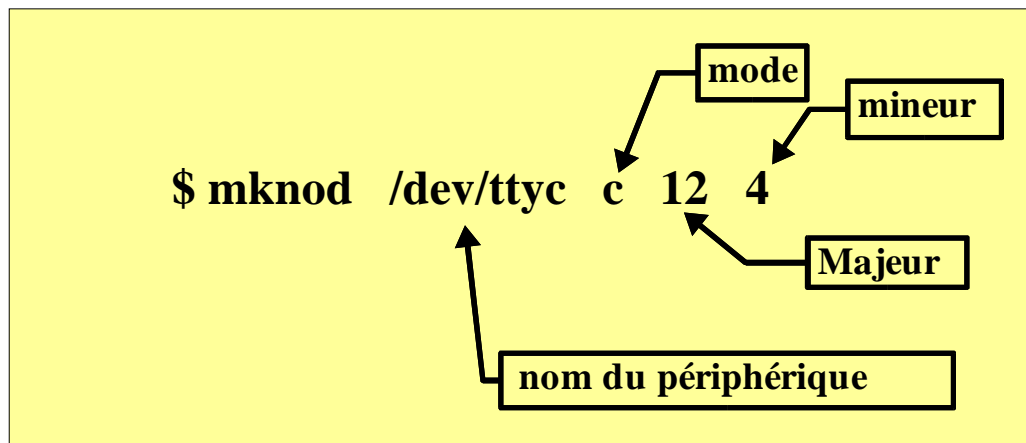 mode
mineur
$ mknod /dev/ttyc c 12 4
Majeur
nom du périphérique